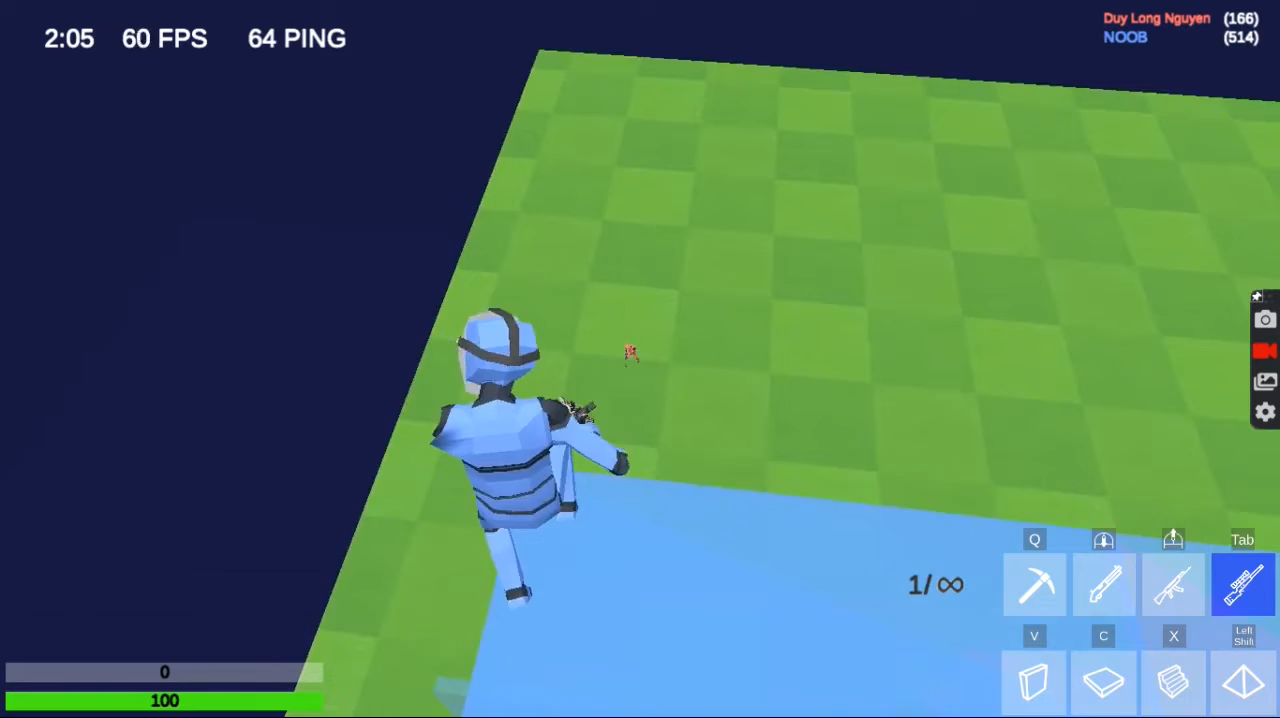 2:05 60 FPS 64 PING
Duy Long Nguyen (166)
NOOB (514)
1/∞
Q
Tab
V
C
X
Left
Shift
0
100